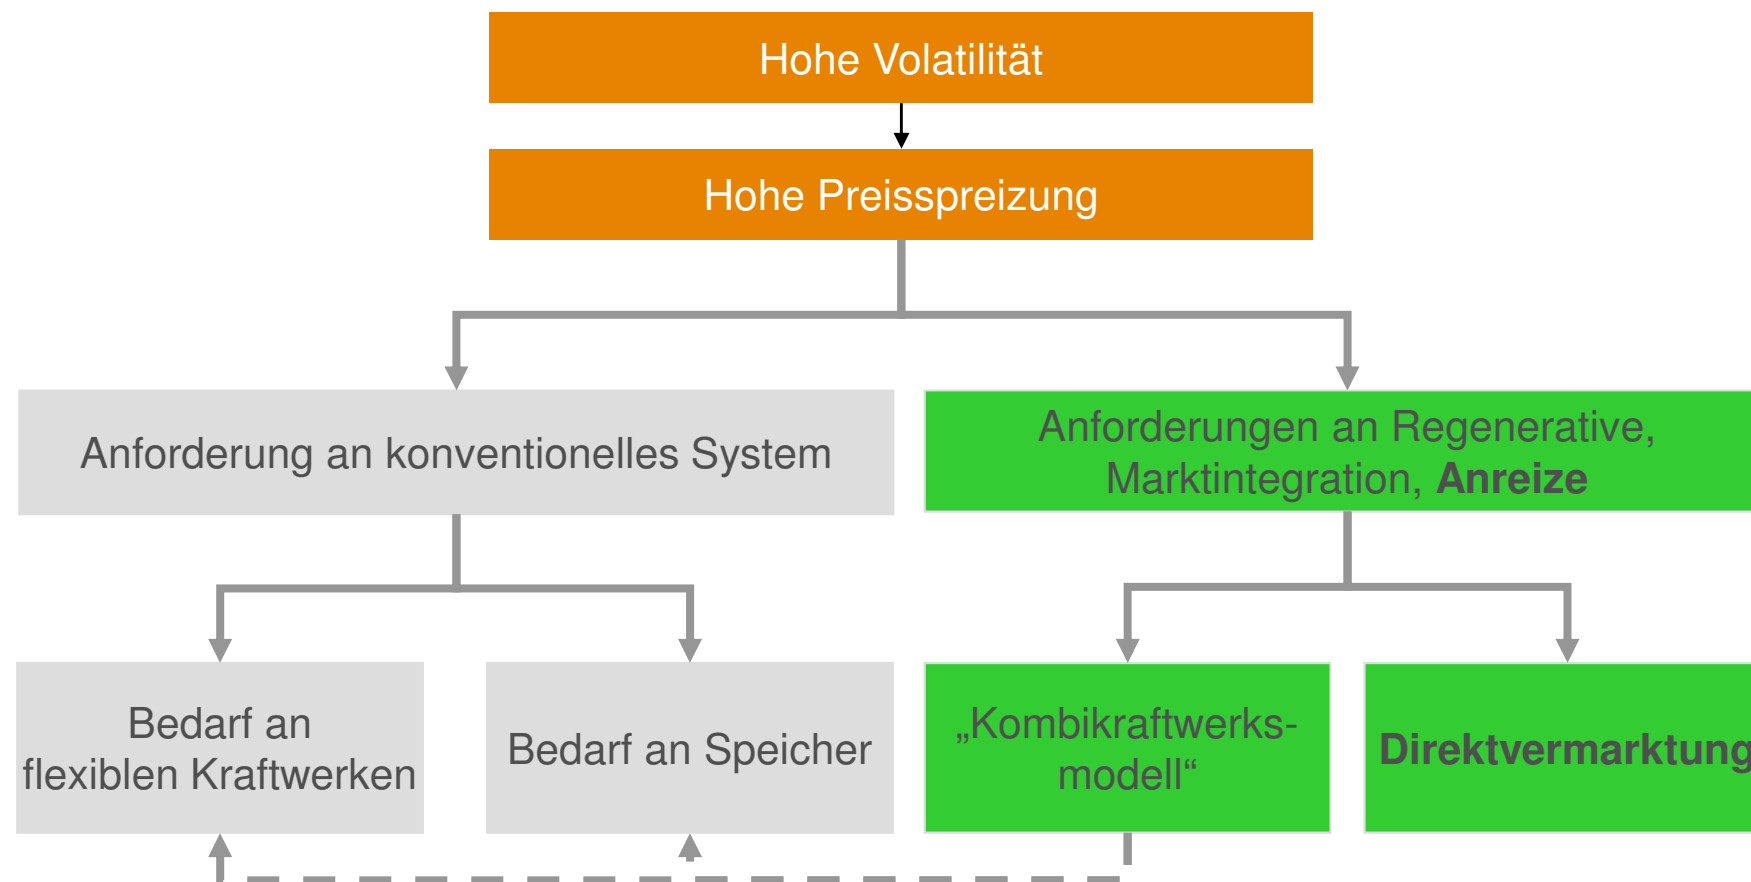 Hohe Volatilität
Hohe Preisspreizung
Anforderung an konventionelles System
Anforderungen an Regenerative,
Marktintegration, Anreize
Bedarf an
flexiblen Kraftwerken
Bedarf an Speicher
„Kombikraftwerks-
modell“
Direktvermarktung